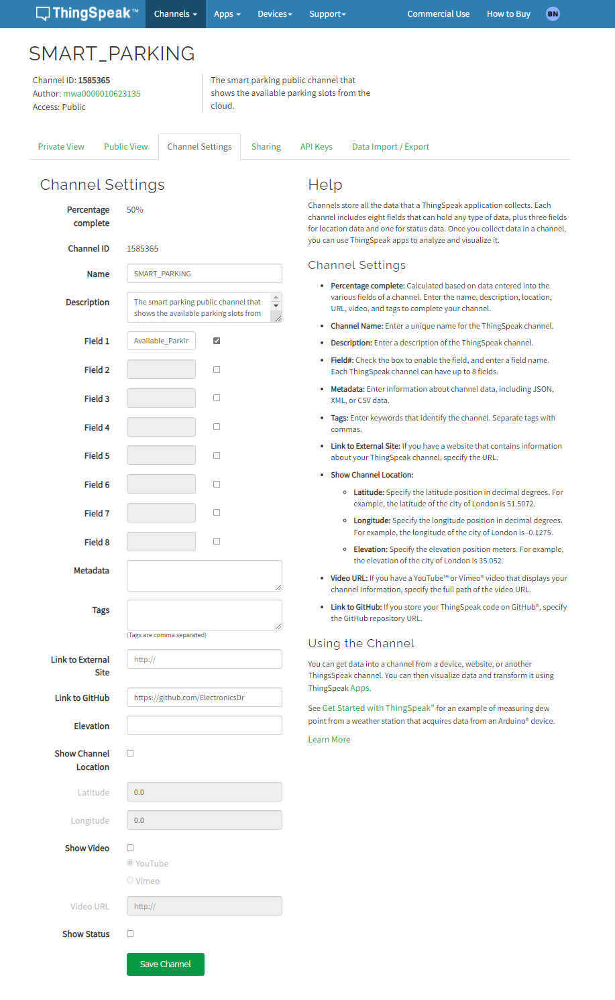 ThingSpeak™ Channels Apps Devices Support Commercial Use How to Buy BN
SMART_PARKING
Channel ID: 1585365
Author: mwa0000010623135
Access: Public
The smart parking public channel that
shows the available parking slots from the
cloud.
Private View Public View Channel Settings Sharing API Keys Data Import / Export
Channel Settings
Percentage
complete
50%
Channel ID 1585365
Name SMART_PARKING
Description The smart parking public channel that
shows the available parking slots from
Field 1 Available_Parkin
Field 2
Field 3
Field 4
Field 5
Field 6
Field 7
Field 8
Metadata
Tags
(Tags are comma separated)
Link to External
Site
http://
Link to GitHub https://github.com/ElectronicsDr
Elevation
Show Channel
Location
Latitude 0.0
Longitude 0.0
Show Video
YouTube
Vimeo
Video URL http://
Show Status
Save Channel
Help
Channels store all the data that a ThingSpeak application collects. Each
channel includes eight fields that can hold any type of data, plus three fields
for location data and one for status data. Once you collect data in a channel,
you can use ThingSpeak apps to analyze and visualize it.
Channel Settings
• Percentage complete: Calculated based on data entered into the
various fields of a channel. Enter the name, description, location,
URL, video, and tags to complete your channel.
• Channel Name: Enter a unique name for the ThingSpeak channel.
• Description: Enter a description of the ThingSpeak channel.
• Field#: Check the box to enable the field, and enter a field name.
Each ThingSpeak channel can have up to 8 fields.
• Metadata: Enter information about channel data, including JSON,
XML, or CSV data.
• Tags: Enter keywords that identify the channel. Separate tags with
commas.
• Link to External Site: If you have a website that contains information
about your ThingSpeak channel, specify the URL.
• Show Channel Location:
◦ Latitude: Specify the latitude position in decimal degrees. For
example, the latitude of the city of London is 51.5072.
◦ Longitude: Specify the longitude position in decimal degrees.
For example, the longitude of the city of London is -0.1275.
◦ Elevation: Specify the elevation position meters. For example,
the elevation of the city of London is 35.052.
• Video URL: If you have a YouTube™ or Vimeo® video that displays your
channel information, specify the full path of the video URL.
• Link to GitHub: If you store your ThingSpeak code on GitHub®, specify
the GitHub repository URL.
Using the Channel
You can get data into a channel from a device, website, or another
ThingsSpeak channel. You can then visualize data and transform it using
ThingSpeak Apps.
See Get Started with ThingSpeak" for an example of measuring dew
point from a weather station that acquires data from an Arduino® device.
Learn More